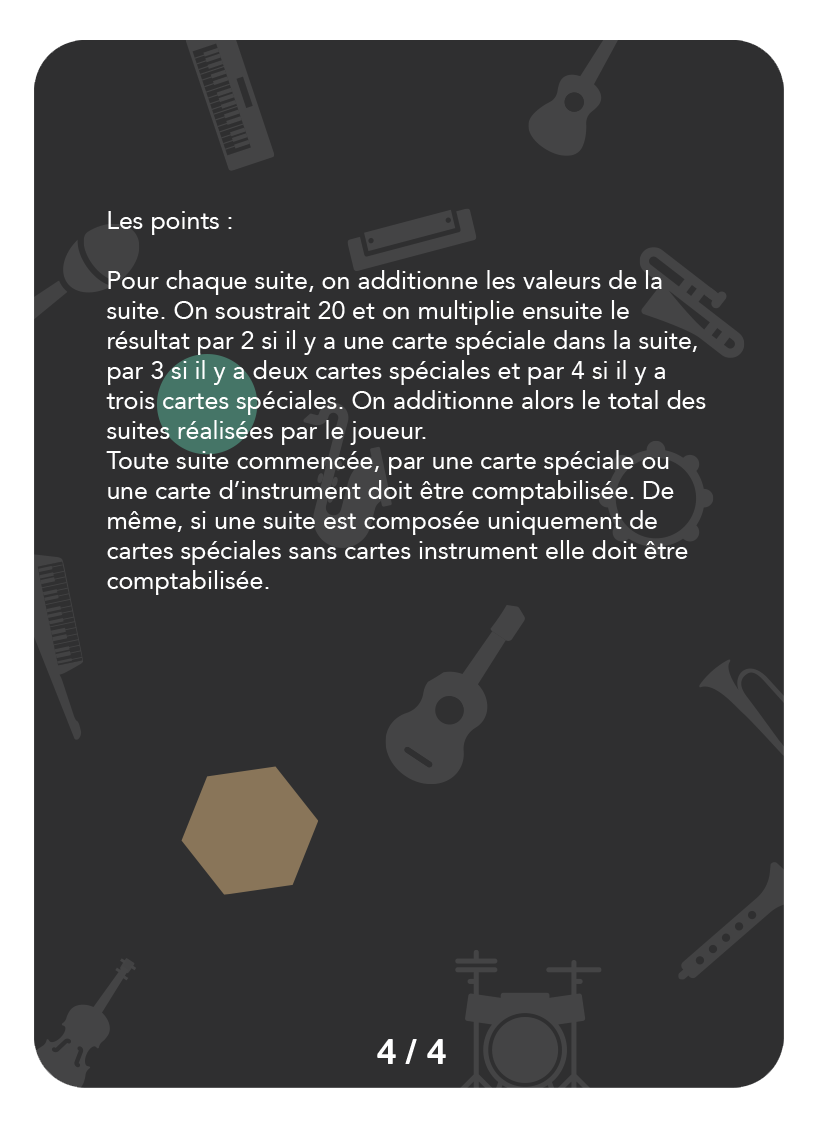 Les points :
Pour chaque suite, on additionne les valeurs de la
suite. On soustrait 20 et on multiplie ensuite le
résultat par 2 si il y a une carte spéciale dans la suite,
par 3 si il y a deux cartes spéciales et par 4 si il y a
trois cartes spéciales. On additionne alors le total des
suites réalisées par le joueur.
Toute suite commencée, par une carte spéciale ou
une carte d’instrument doit être comptabilisée. De
même, si une suite est composée uniquement de
cartes spéciales sans cartes instrument elle doit être
comptabilisée.
4 / 4